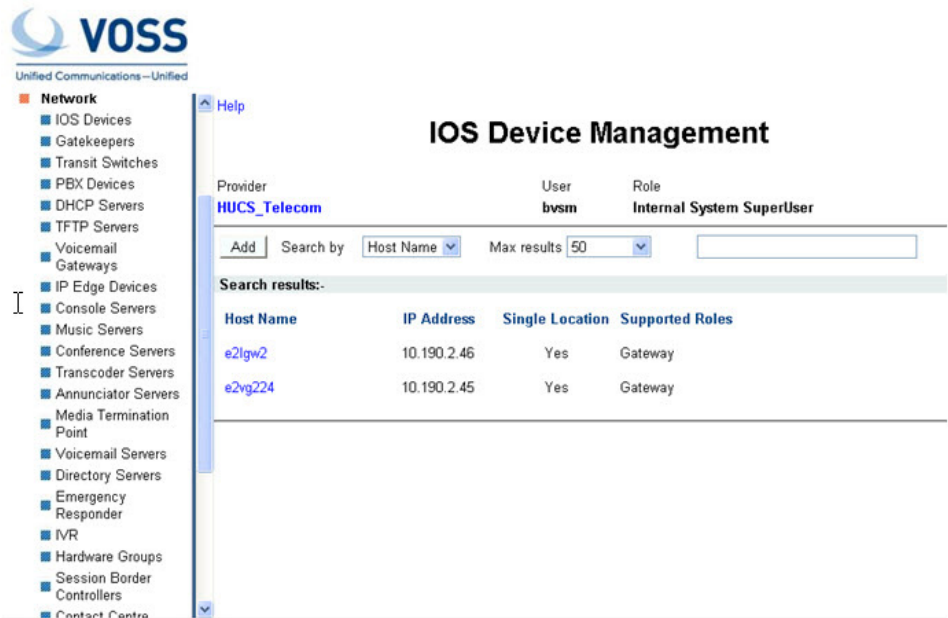 VOSS
Unified Communications—Unified
Network
IOS Devices
Gatekeepers
Transit Switches
PBX Devices
DHCP Servers
TFTP Servers
Voicemail
Gateways
IP Edge Devices
Console Servers
Music Servers
Conference Servers
Transcoder Servers
Annunciator Servers
Media Termination
Point
Voicemail Servers
Directory Servers
Emergency
Responder
IVR
Hardware Groups
Session Border
Controllers
Contact Centre
Help
IOS Device Management
Provider User Role
HUCS_Telecom bvsm Internal System SuperUser
Add Search by Host Name Max results 50
Search results:-
Host Name IP Address Single Location Supported Roles
e2lgw2 10.190.2.46 Yes Gateway
e2vg224 10.190.2.45 Yes Gateway